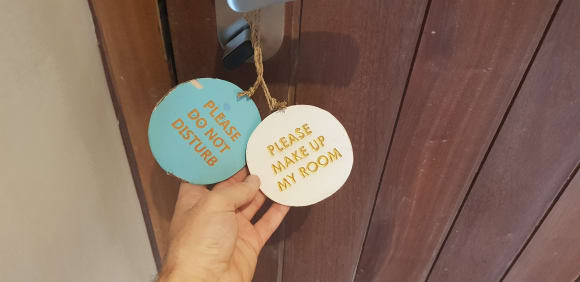 PLEASE
DO NOT
DISTURB
PLEASE
MAKE UP
MY ROOM